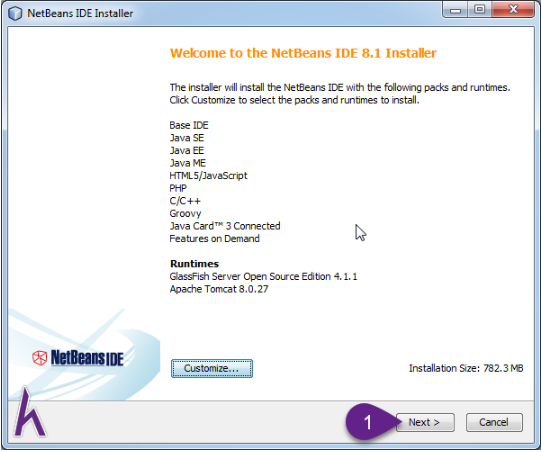 NetBeans IDE Installer
Welcome to the NetBeans IDE 8.1 Installer
The installer will install the NetBeans IDE with the following packs and runtimes.
Click Customize to select the packs and runtimes to install.
Base IDE
Java SE
Java EE
Java ME
HTML5/JavaScript
PHP
C/C++
Groovy
Java Card™ 3 Connected
Features on Demand
Runtimes
GlassFish Server Open Source Edition 4.1.1
Apache Tomcat 8.0.27
NetBeans IDE
Customize...
Installation Size: 782.3 MB
h
1
Next >
Cancel